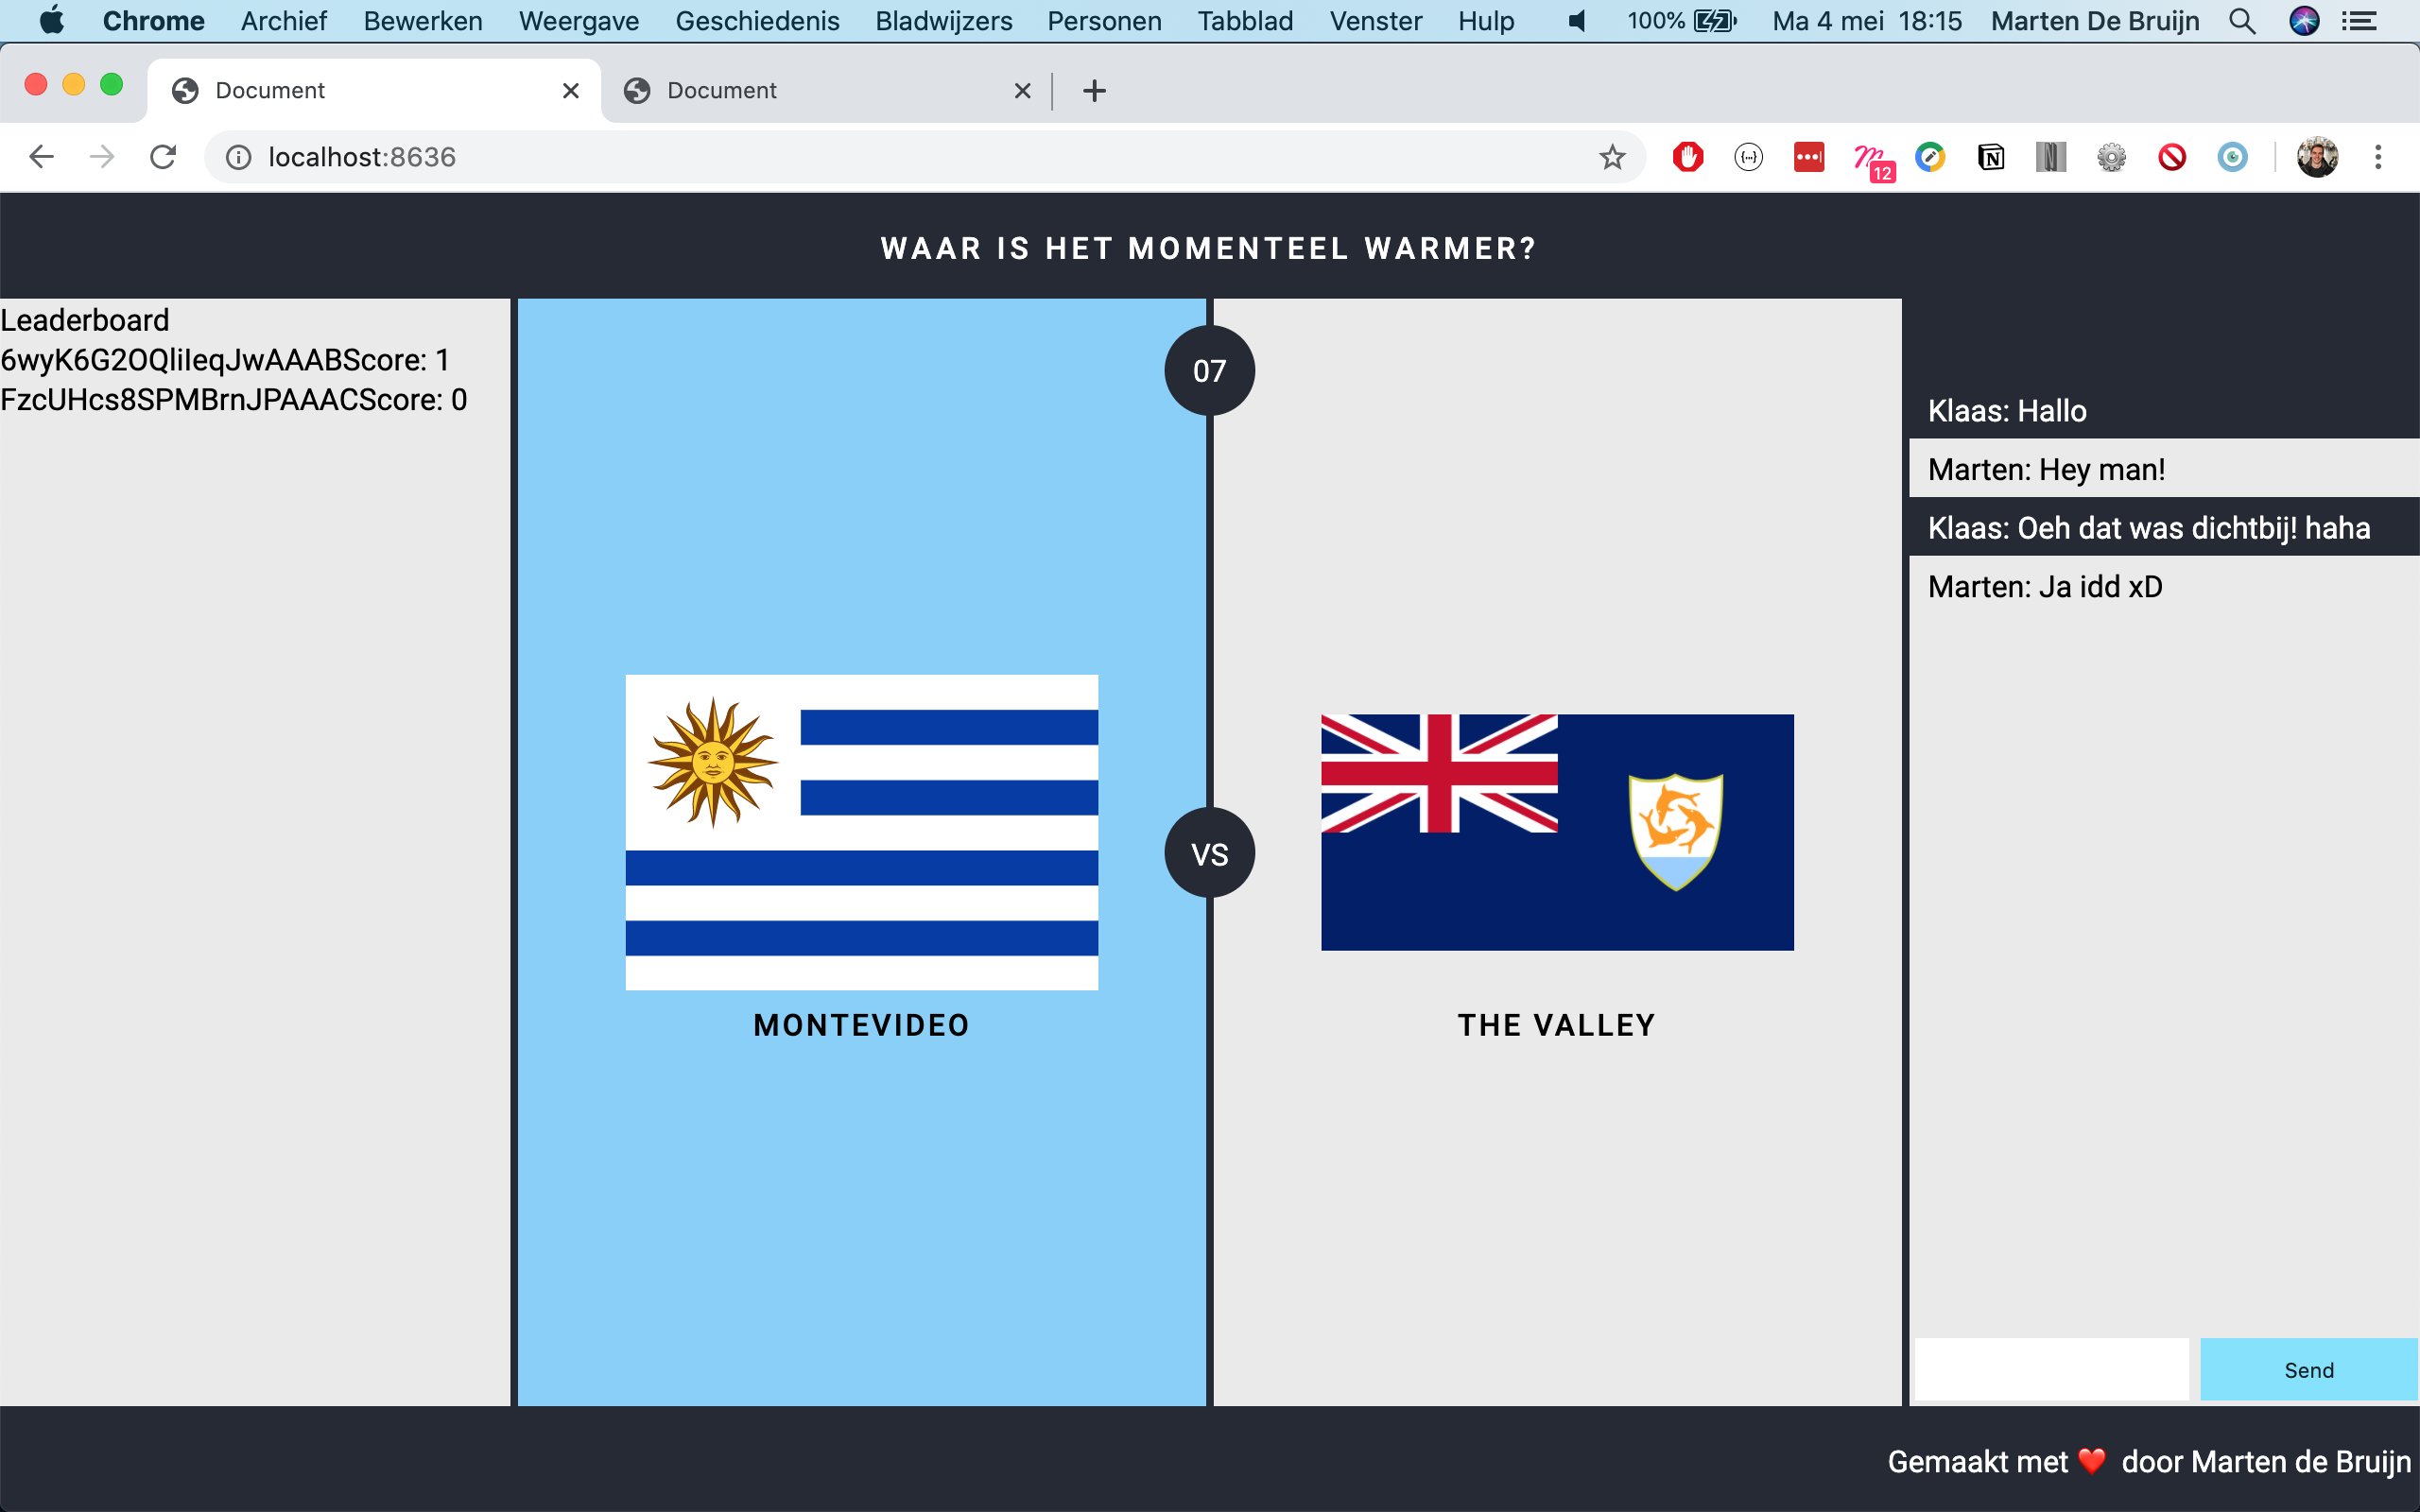 Chrome Archief Bewerken Weergave Geschiedenis Bladwijzers Personen Tabblad Venster Hulp 100% Ma 4 mei 18:15 Marten De Bruijn
Document Document
localhost:8636
12
WAAR IS HET MOMENTEEL WARMER?
Leaderboard
6wyK6G2OQliIeqJwAAABScore: 1
FzcUHcs8SPMBrnJPAAACScore: 0
07
VS
MONTEVIDEO
THE VALLEY
Klaas: Hallo
Marten: Hey man!
Klaas: Oeh dat was dichtbij! haha
Marten: Ja idd xD
Send
Gemaakt met ❤️ door Marten de Bruijn